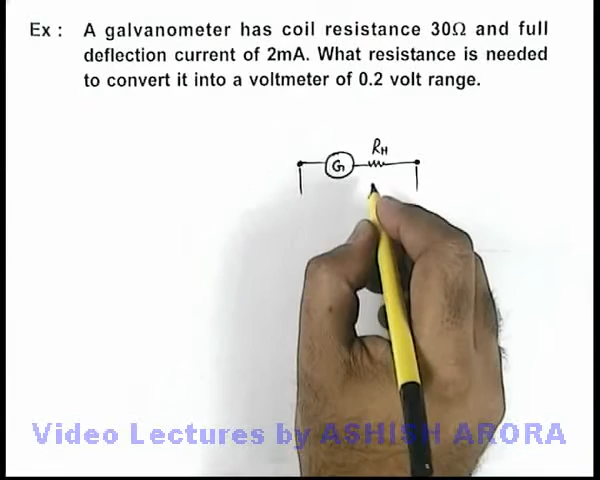 Ex : A galvanometer has coil resistance 30Ω and full
deflection current of 2mA. What resistance is needed
to convert it into a voltmeter of 0.2 volt range.
RH
G
Video Lectures by ASHISH ARORA